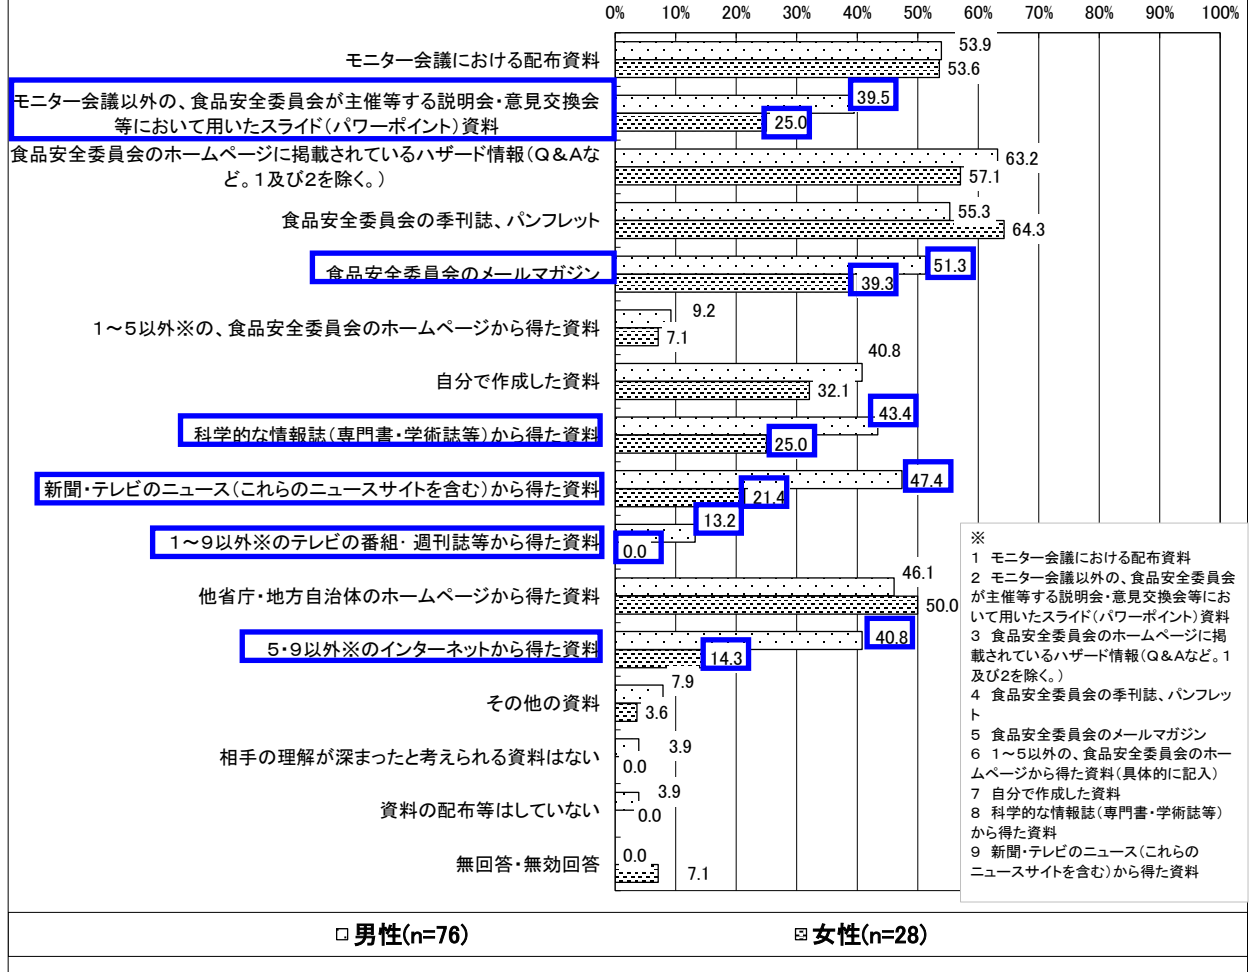 0% 10% 20% 30% 40% 50% 60% 70% 80% 90% 100%
モニター会議における配布資料
53.9
53.6
モニター会議以外の、食品安全委員会が主催等する説明会・意見交換会
等において用いたスライド（パワーポイント）資料
39.5
25.0
食品安全委員会のホームページに掲載されているハザード情報（Ｑ＆Ａな
ど。１及び２を除く。）
63.2
57.1
食品安全委員会の季刊誌、パンフレット
55.3
64.3
食品安全委員会のメールマガジン
51.3
39.3
１～５以外※の、食品安全委員会のホームページから得た資料
9.2
7.1
自分で作成した資料
40.8
32.1
科学的な情報誌（専門書・学術誌等）から得た資料
43.4
25.0
新聞・テレビのニュース（これらのニュースサイトを含む）から得た資料
47.4
21.4
１～９以外※のテレビの番組・週刊誌等から得た資料
13.2
0.0
他省庁・地方自治体のホームページから得た資料
46.1
50.0
５・９以外※のインターネットから得た資料
40.8
14.3
その他の資料
7.9
3.6
相手の理解が深まったと考えられる資料はない
3.9
0.0
資料の配布等はしていない
3.9
0.0
無回答・無効回答
0.0
7.1
※
１ モニター会議における配布資料
２ モニター会議以外の、食品安全委員会
が主催等する説明会・意見交換会等にお
いて用いたスライド（パワーポイント）資料
３ 食品安全委員会のホームページに掲
載されているハザード情報（Ｑ＆Ａなど。１
及び２を除く。）
４ 食品安全委員会の季刊誌、パンフレッ
ト
５ 食品安全委員会のメールマガジン
６ １～５以外の、食品安全委員会のホー
ムページから得た資料（具体的に記入）
７ 自分で作成した資料
８ 科学的な情報誌（専門書・学術誌等）
から得た資料
９ 新聞・テレビのニュース（これらの
ニュースサイトを含む）から得た資料
男性(n=76)
女性(n=28)